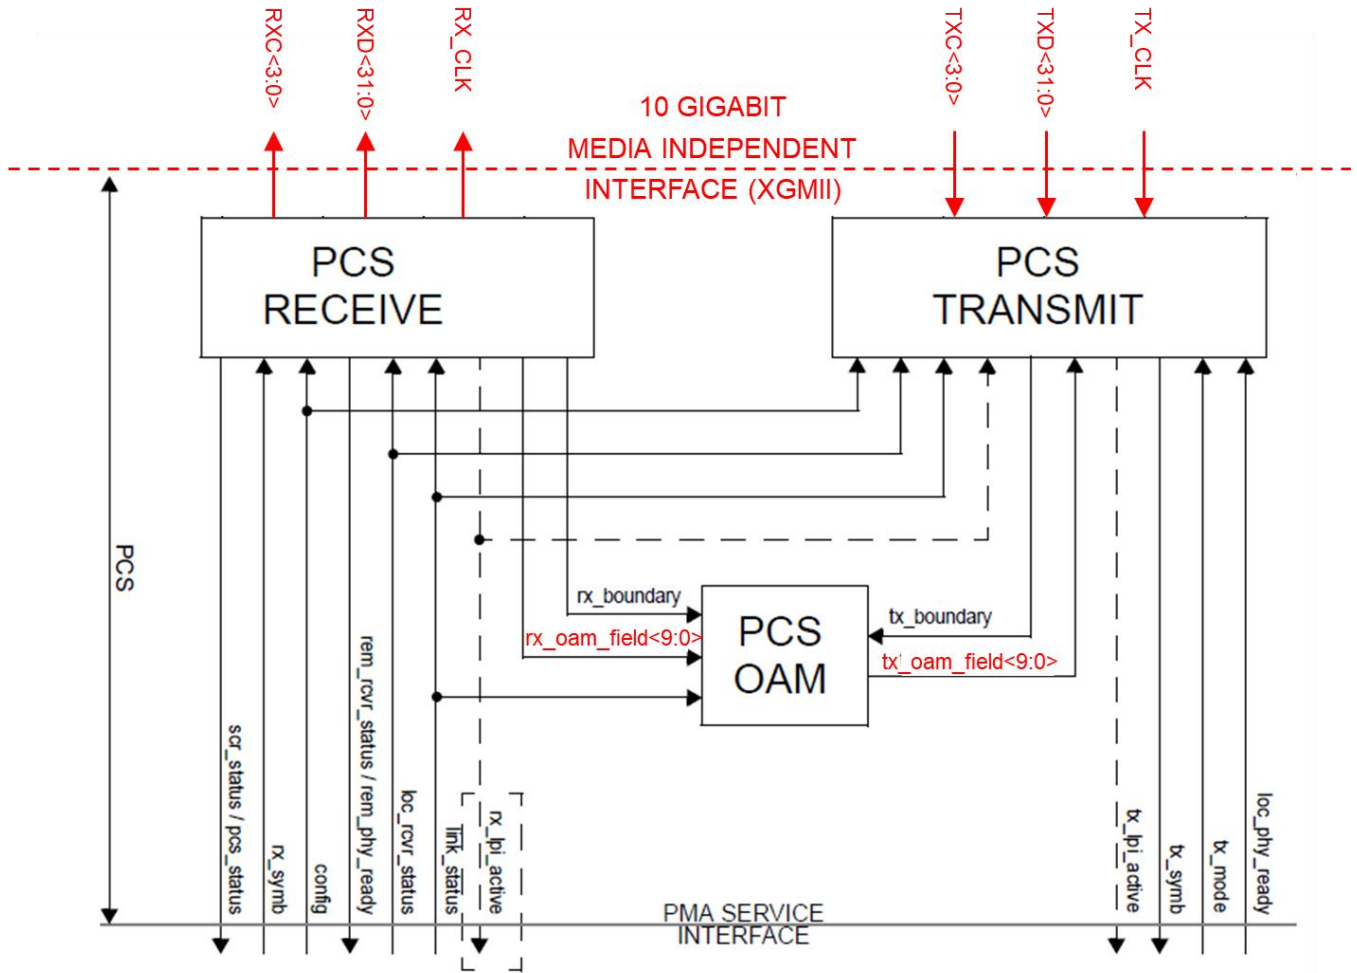 RXC<3:0>
RXD<31:0>
RX_CLK
TXC<3:0>
TXD<31:0>
TX_CLK
10 GIGABIT
MEDIA INDEPENDENT
INTERFACE (XGMII)
PCS
RECEIVE
PCS
TRANSMIT
PCS
rx_boundary
rx_oam_field<9:0>
PCS
OAM
tx_boundary
tx_oam_field<9:0>
scr_status / pcs_status
rx_symb
config
rem_rcvr_status / rem_phy_ready
loc_rcvr_status
link_status
rx_lpi_active
tx_lpi_active
tx_symb
tx_mode
loc_phy_ready
PMA SERVICE
INTERFACE